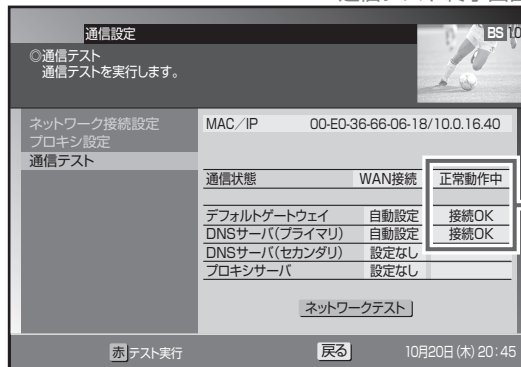 通信設定
BS
◎通信テスト
通信テストを実行します。
ネットワーク接続設定
プロキシ設定
通信テスト
MAC／IP 00-E0-36-66-06-18/10.0.16.40
通信状態 WAN接続 正常動作中
デフォルトゲートウェイ 自動設定 接続OK
DNSサーバ(プライマリ) 自動設定 接続OK
DNSサーバ(セカンダリ) 設定なし
プロキシサーバ 設定なし
ネットワークテスト
赤 テスト実行 戻る 10月20日(木) 20:45